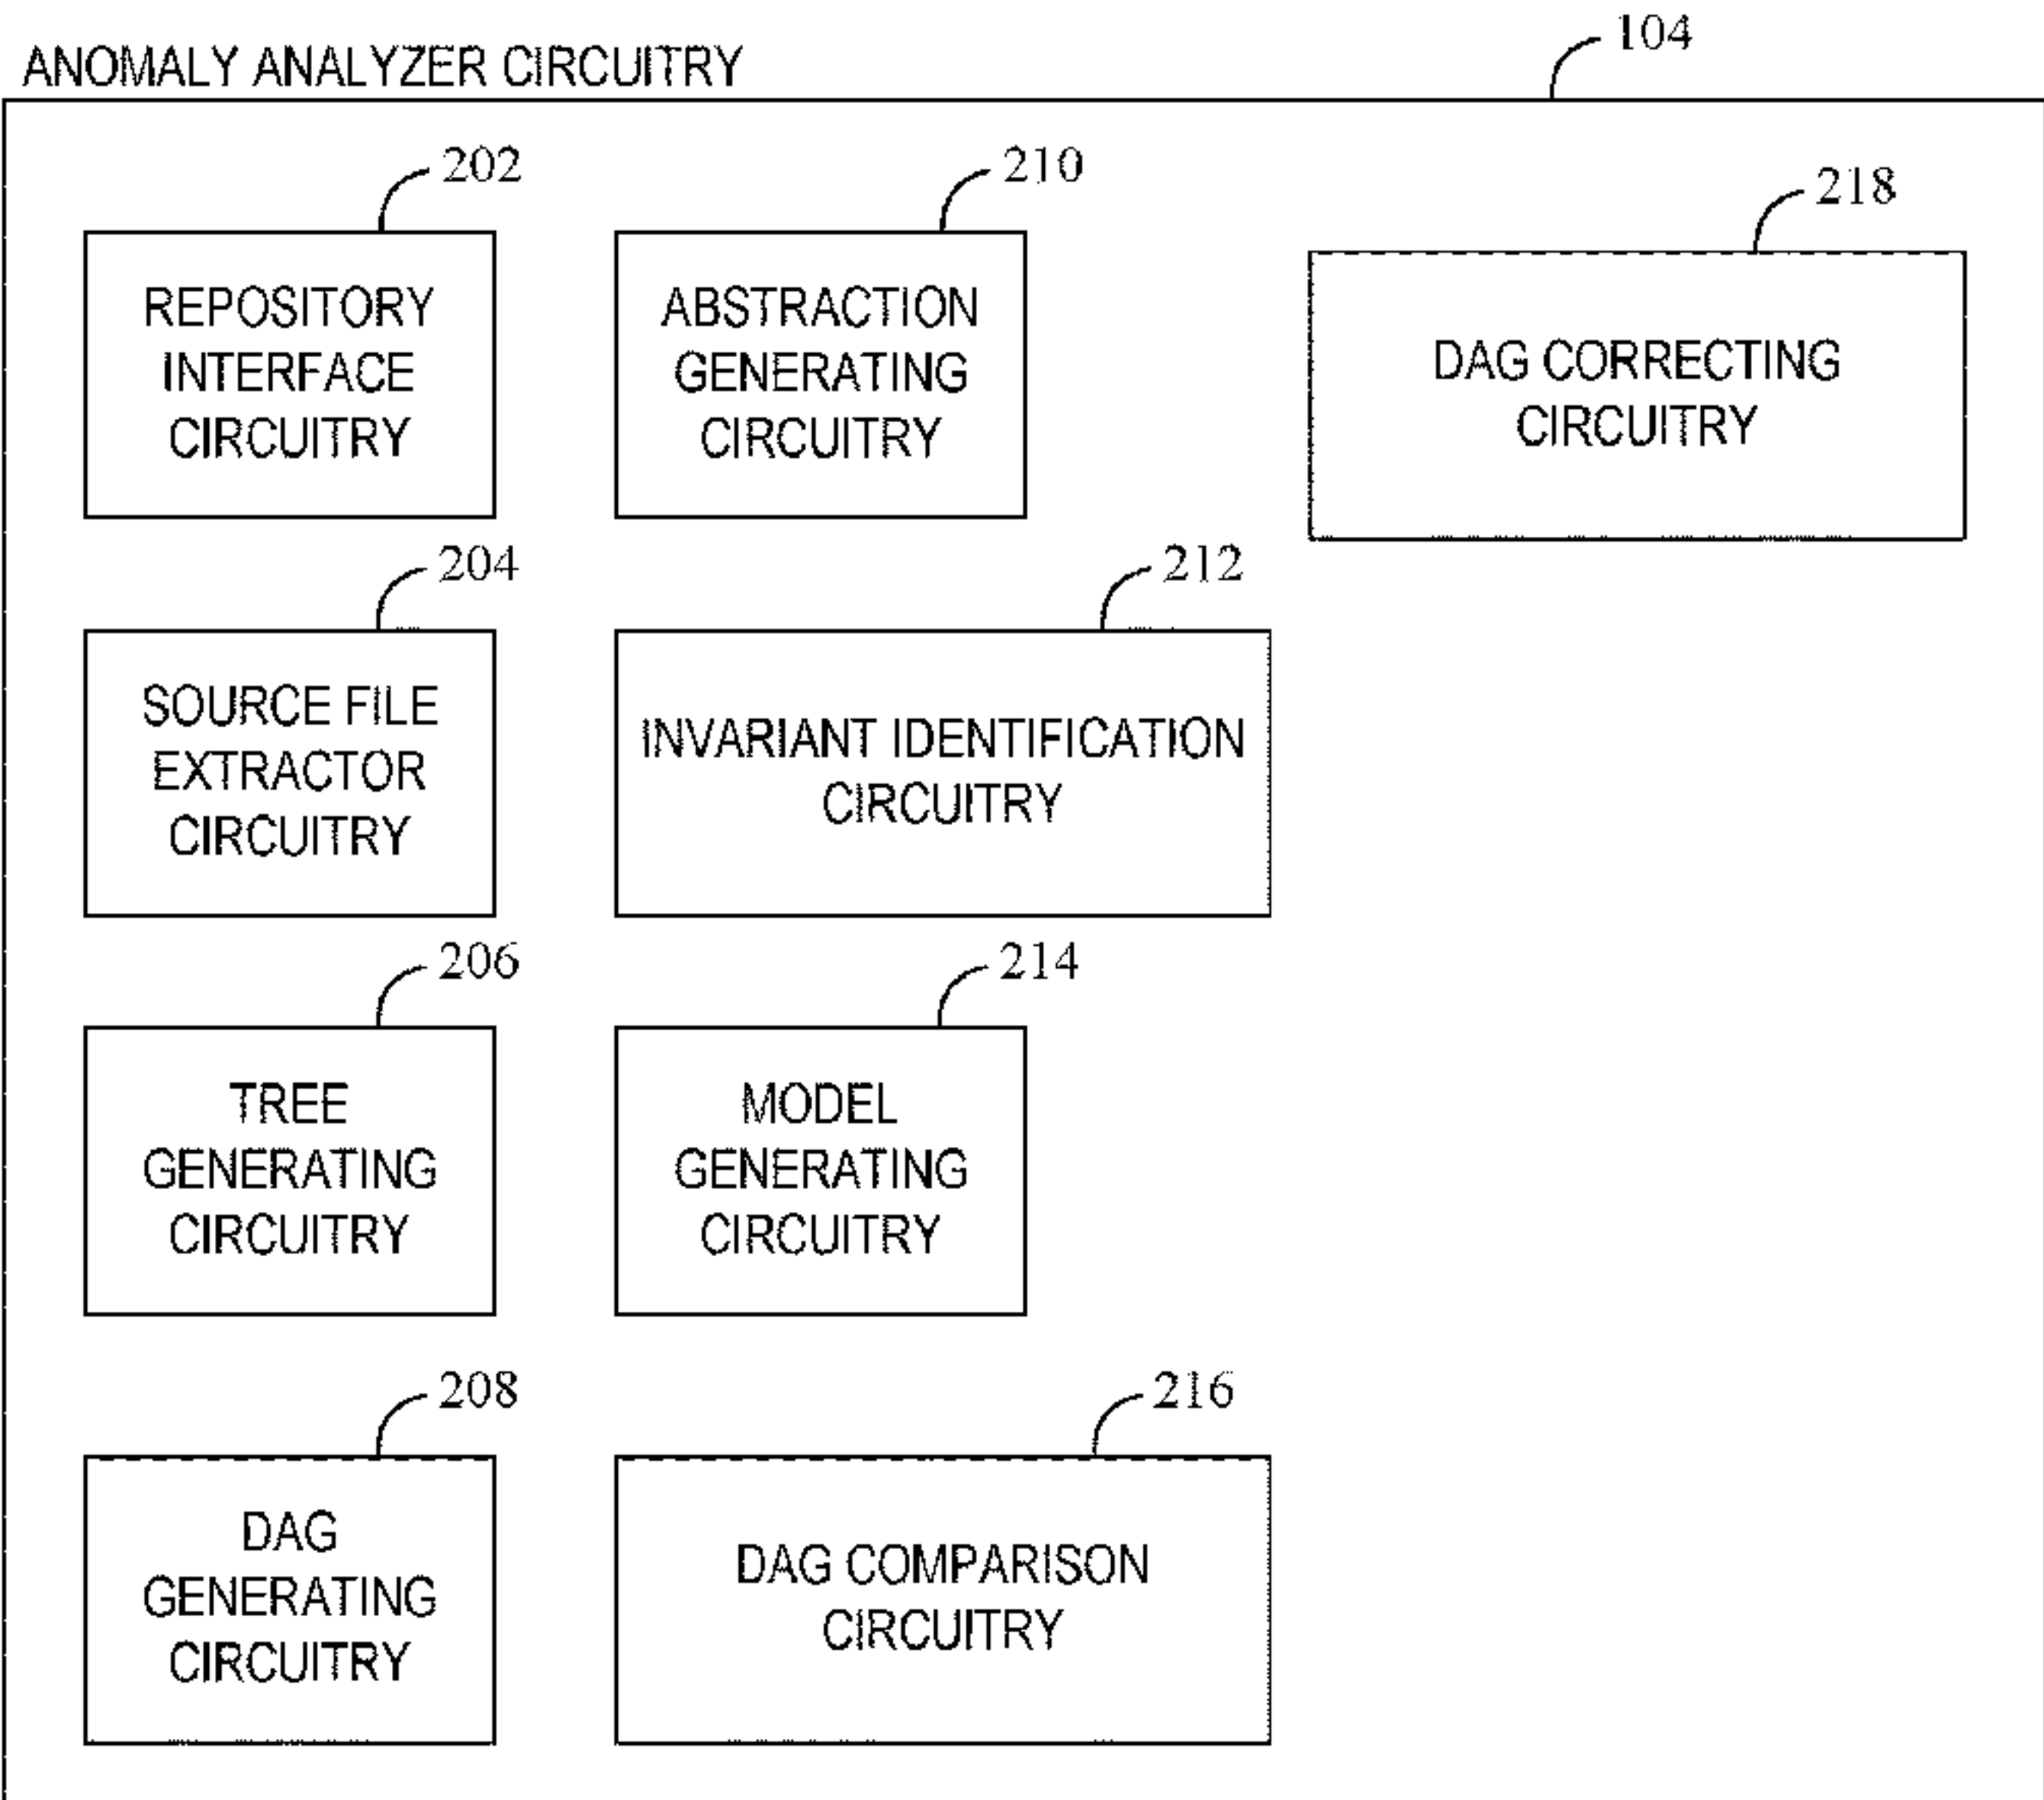 ANOMALY ANALYZER CIRCUITRY
104
202
REPOSITORY
INTERFACE
CIRCUITRY
210
ABSTRACTION
GENERATING
CIRCUITRY
218
DAG CORRECTING
CIRCUITRY
204
SOURCE FILE
EXTRACTOR
CIRCUITRY
212
INVARIANT IDENTIFICATION
CIRCUITRY
206
TREE
GENERATING
CIRCUITRY
214
MODEL
GENERATING
CIRCUITRY
208
DAG
GENERATING
CIRCUITRY
216
DAG COMPARISON
CIRCUITRY